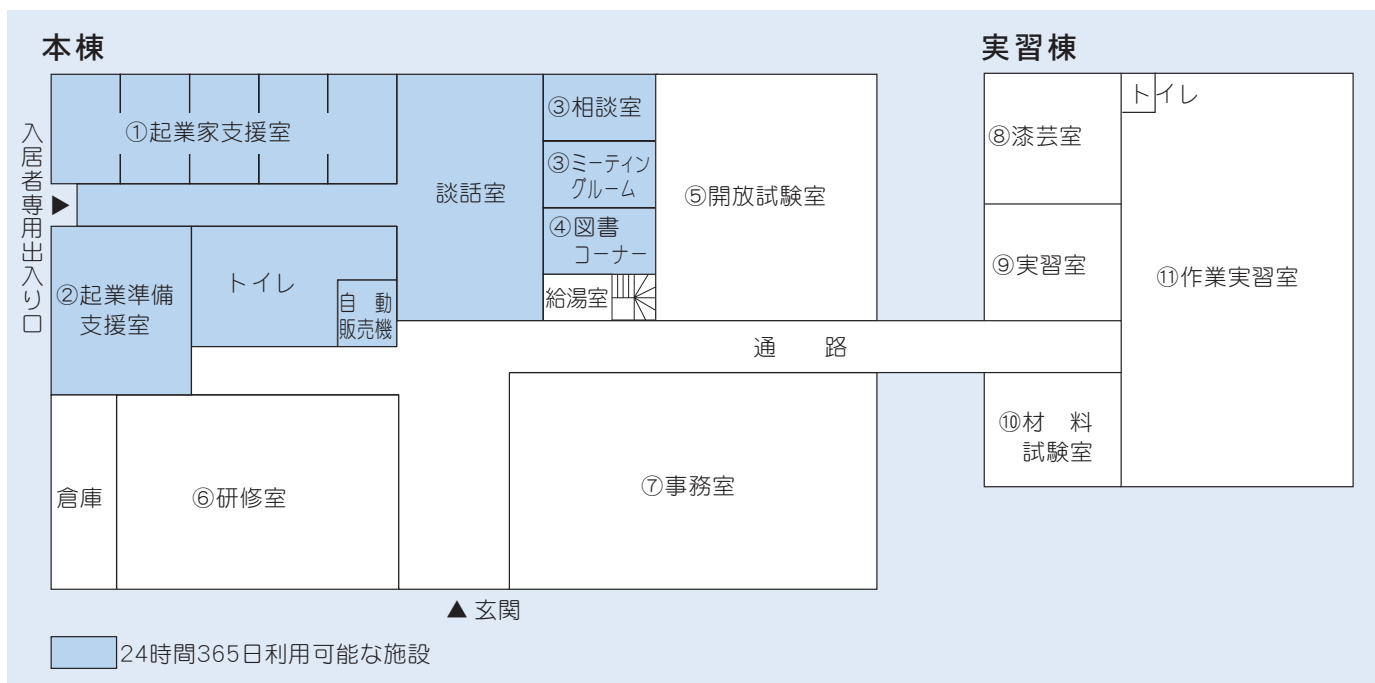 本棟
実習棟
入居者専用出入り口
①起業家支援室
談話室
③相談室
③ミーティン
グルーム
④図書
コーナー
給湯室
⑤開放試験室
②起業準備
支援室
トイレ
自動
販売機
通路
倉庫
⑥研修室
⑦事務室
▲玄関
トイレ
⑧漆芸室
⑨実習室
⑩材料
試験室
⑪作業実習室
24時間365日利用可能な施設